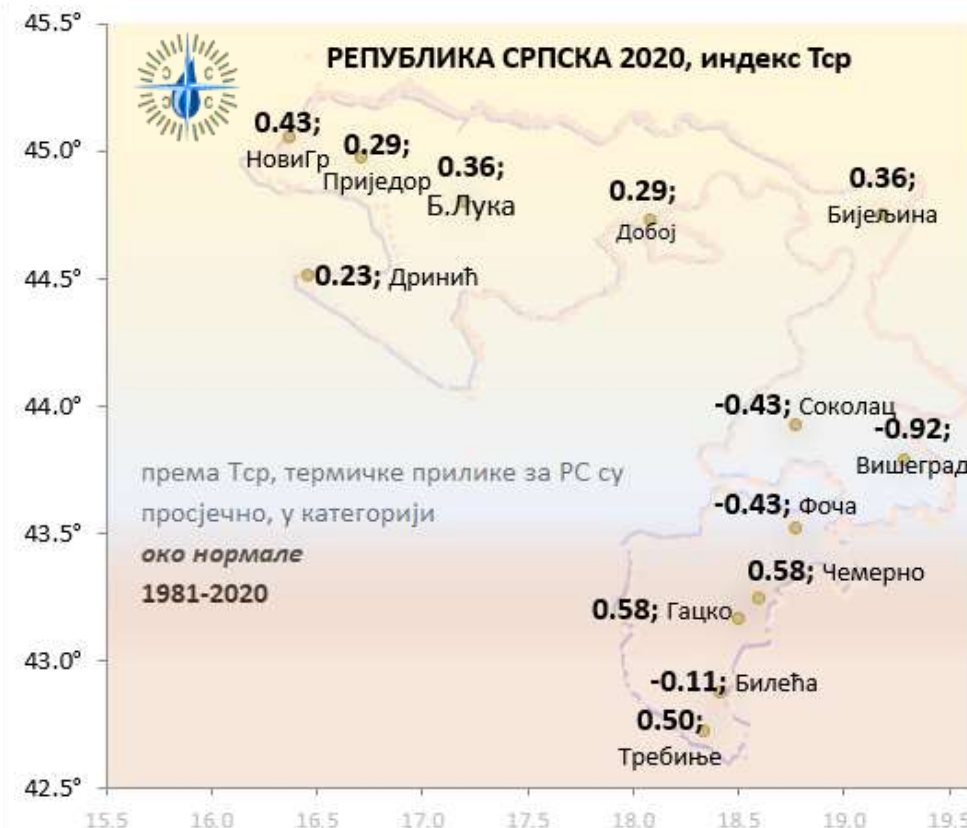 РЕПУБЛИКА СРПСКА 2020, индекс Тср
45.5°
45.0°
44.5°
44.0°
43.5°
43.0°
42.5°
0.43;
НовиГр
0.29;
Приједор
0.36;
Б.Лука
0.29;
Добој
0.36;
Бијељина
0.23; Дринић
-0.43; Соколац
-0.92;
Вишеград
-0.43; Фоча
0.58; Чемерно
0.58; Гацко
-0.11; Билећа
0.50;
Требиње
према Тср, термичке прилике за РС су
просјечно, у категорији
око нормале
1981-2020
15.5 16.0 16.5 17.0 17.5 18.0 18.5 19.0 19.5